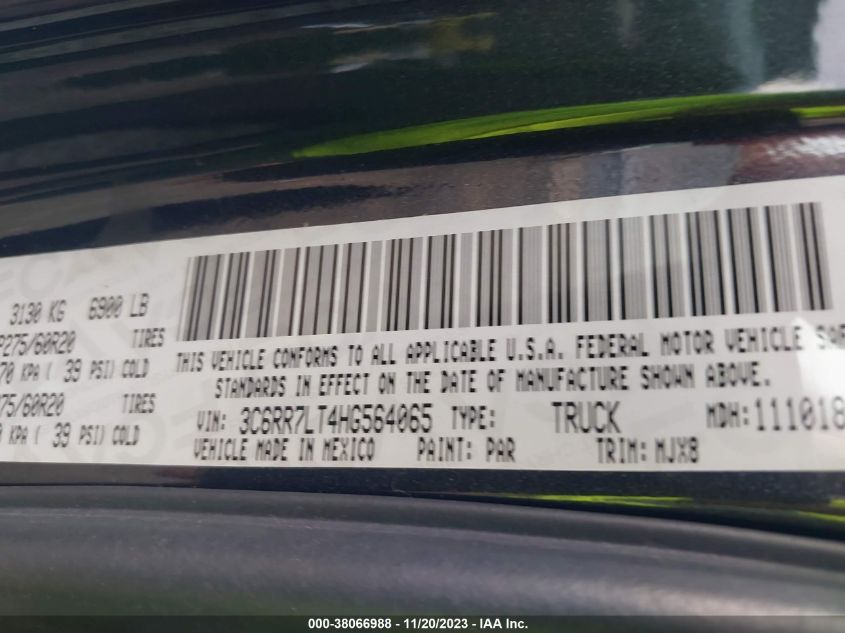 3130 KG 6900 LB
P275/60R20 TIRES
70 KPA ( 39 PSI) COLD
75/60R20 TIRES
KPA ( 39 PSI) COLD
THIS VEHICLE CONFORMS TO ALL APPLICABLE U.S.A. FEDERAL MOTOR VEHICLE SAF
STANDARDS IN EFFECT ON THE DATE OF MANUFACTURE SHOWN ABOVE.
VIN: 3C6RR7LT4HG564065 TYPE: TRUCK MDH: 111018
VEHICLE MADE IN MEXICO PAINT: PAR TRIM: MJX8
000-38066988 - 11/20/2023 - IAA Inc.